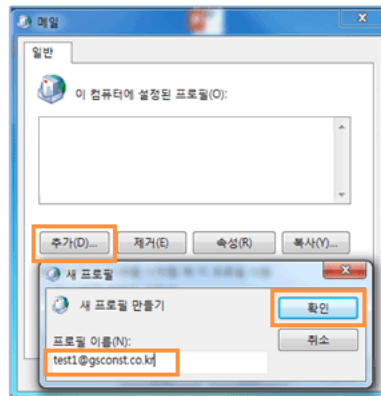 메일
일반
이 컴퓨터에 설정된 프로필(O):
추가(D)... 제거(E) 속성(R) 복사(Y)...
새 프로필
새 프로필 만들기
확인
프로필 이름(N):
취소
test1@gsconst.co.kr